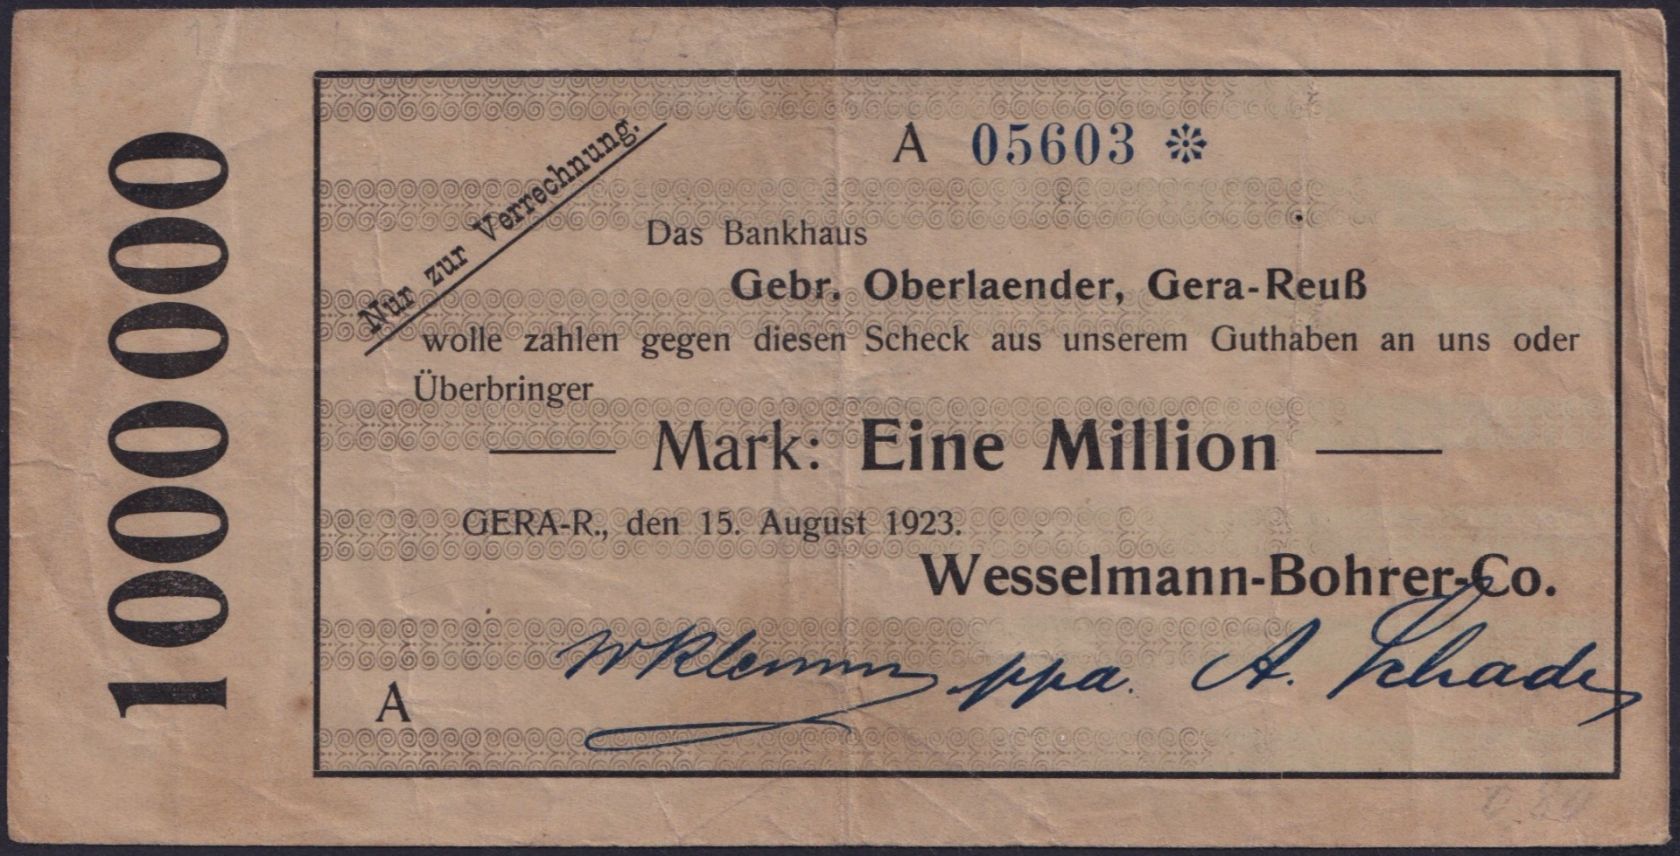 1000000
Nur zur Verrechnung.
A 05603 *
Das Bankhaus
Gebr. Oberlaender, Gera-Reuß
wolle zahlen gegen diesen Scheck aus unserem Guthaben an uns oder
Überbringer
Mark: Eine Million
GERA-R., den 15. August 1923.
Wesselmann-Bohrer-Co.
WKlemm ppa. A. Schade
A